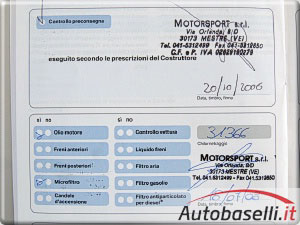 Controllo preconsegna
MOTORSPORT s.r.l.
Via Orlanda, 8/D
30173 MESTRE (VE)
Tel. 041-5312499 Fax 041-5312850
C.F. e P. IVA 02629180279
eseguito secondo le prescrizioni del Costruttore
20/10/2006
Data, timbro, firma
si no
si no
Olio motore
Controllo vettura
31366
Chilometraggio
Freni anteriori
Liquido freni
MOTORSPORT S.r.l.
Via Orlanda, 8/D
Freni posteriori
Filtro aria
30173 MESTRE (VE)
Microfiltro
Filtro gasolio
Candele d'accensione
Filtro antiparticolato per diesel
Data, timbro, firma
Autobaselli.it